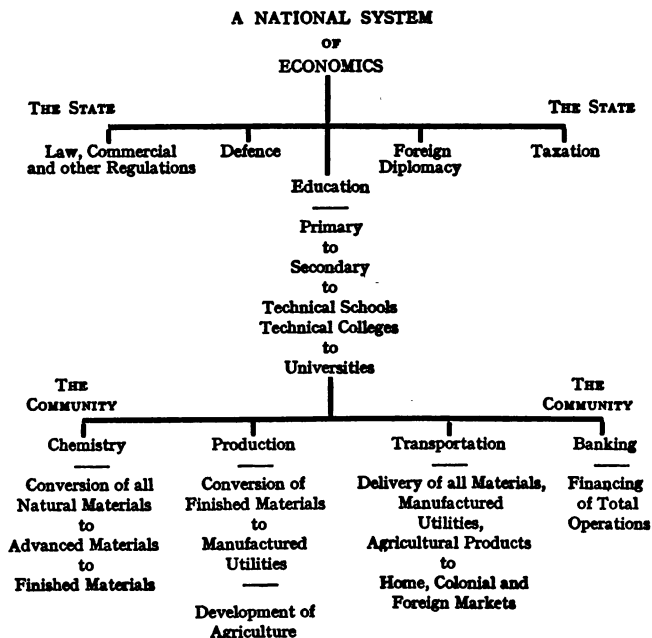 A NATIONAL SYSTEM
OF
ECONOMICS
THE STATE
THE STATE
Law, Commercial
and other Regulations
Defence
Foreign
Diplomacy
Taxation
Education
Primary
to
Secondary
to
Technical Schools
Technical Colleges
to
Universities
THE
COMMUNITY
THE
COMMUNITY
Chemistry
Conversion of all
Natural Materials
to
Advanced Materials
to
Finished Materials
Production
Conversion of
Finished Materials
to
Manufactured
Utilities
Development of
Agriculture
Transportation
Delivery of all Materials,
Manufactured
Utilities,
Agricultural Products
to
Home, Colonial and
Foreign Markets
Banking
Financing
of Total
Operations